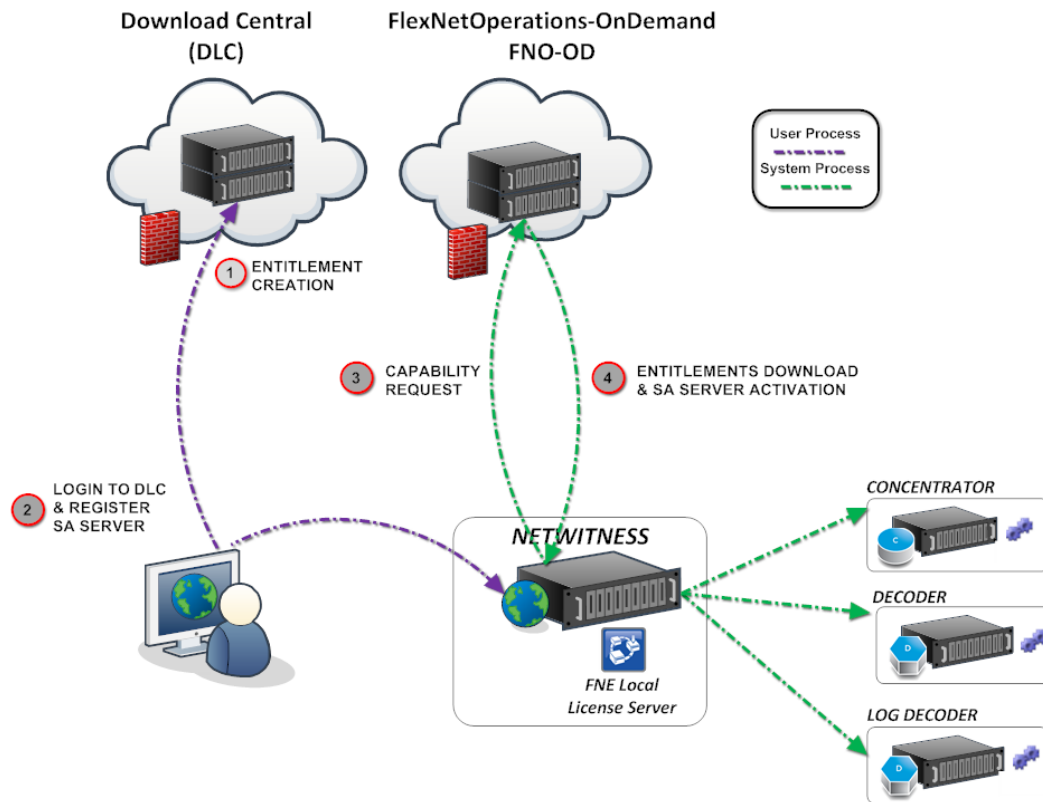 Download Central
(DLC)
FlexNetOperations-OnDemand
FNO-OD
User Process
System Process
1 ENTITLEMENT
CREATION
3 CAPABILITY
REQUEST
4 ENTITLEMENTS DOWNLOAD
& SA SERVER ACTIVATION
2 LOGIN TO DLC
& REGISTER
SA SERVER
NETWITNESS
FNE Local
License Server
CONCENTRATOR
C
DECODER
D
LOG DECODER
D